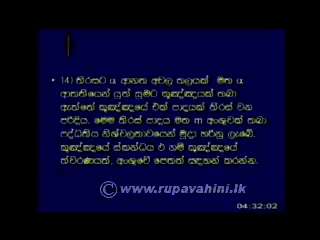 • 14) තිරසට α ආනත අචල තලයක් මත α
ආනතියෙන් යුත් සුමට කුඤ්ඤයක් තබා
ඇත්තේ කුඤ්ඤයේ එක් පාදයක් තිරස් වන
පරිදිය. මෙම තිරස් පාදය මත m අංශුවක් තබා
පද්ධතිය නිශ්චලතාවයෙන් මුදා හරිනු ලැබේ.
කුඤ්ඤයේ ස්කන්ධය එ නම් කුඤ්ඤයේ
ත්වරණයත්, අංශුවේ පෙතත් සඳහන් කරන්න.
© www.rupavahini.lk
04:32:02